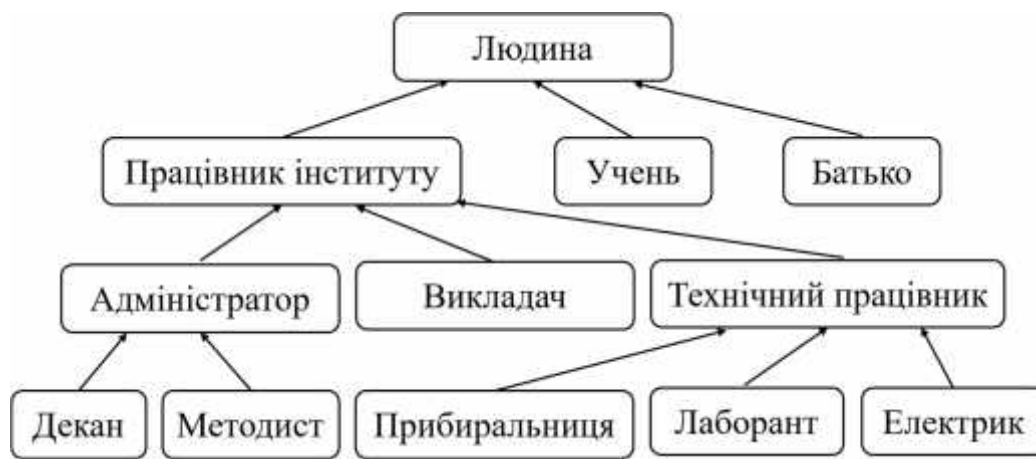 Людина
Працівник інституту
Учень
Батько
Адміністратор
Викладач
Технічний працівник
Декан
Методист
Прибиральниця
Лаборант
Електрик